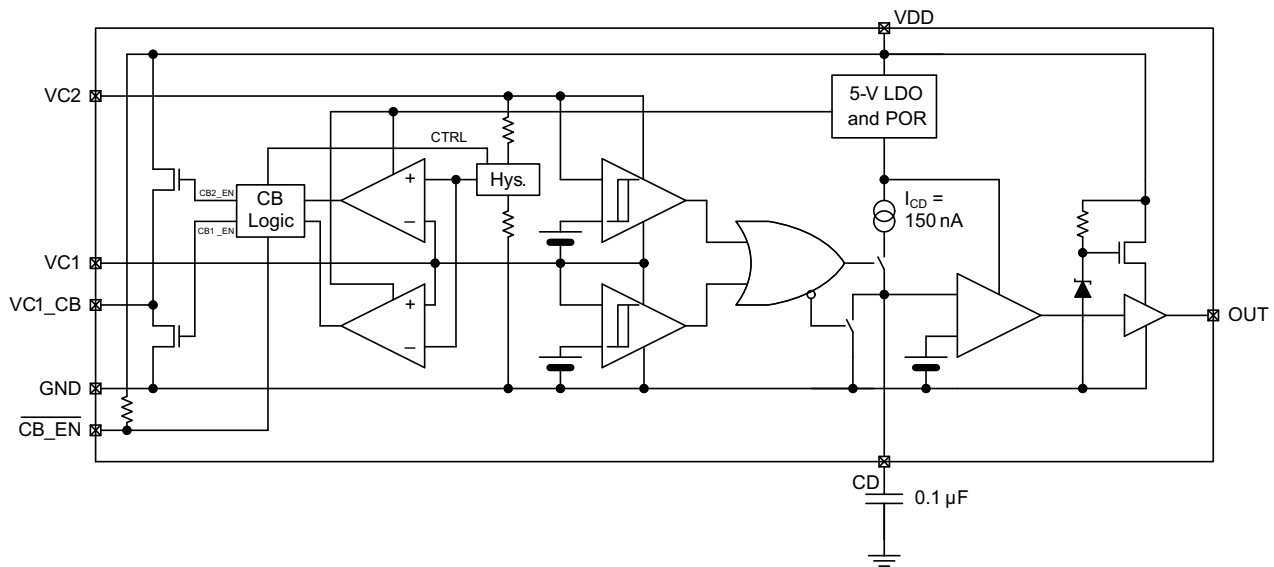 VDD
VC2
5-V LDO
and POR
CTRL
+
Hys.
CB2_EN
CB
Logic
I_CD =
150 nA
–
CB1_EN
VC1
VC1_CB
+
–
OUT
GND
CB_EN
CD
0.1 µF